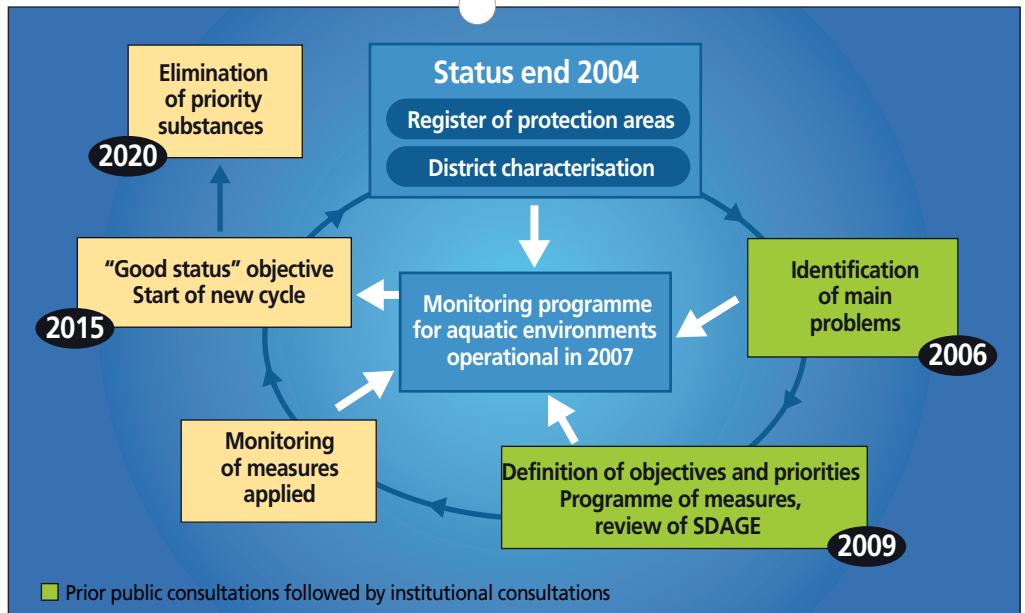 Status end 2004
Register of protection areas
District characterisation
Elimination
of priority
substances
2020
"Good status" objective
Start of new cycle
2015
Monitoring programme
for aquatic environments
operational in 2007
Identification
of main
problems
2006
Monitoring
of measures
applied
Definition of objectives and priorities
Programme of measures,
review of SDAGE
2009
Prior public consultations followed by institutional consultations